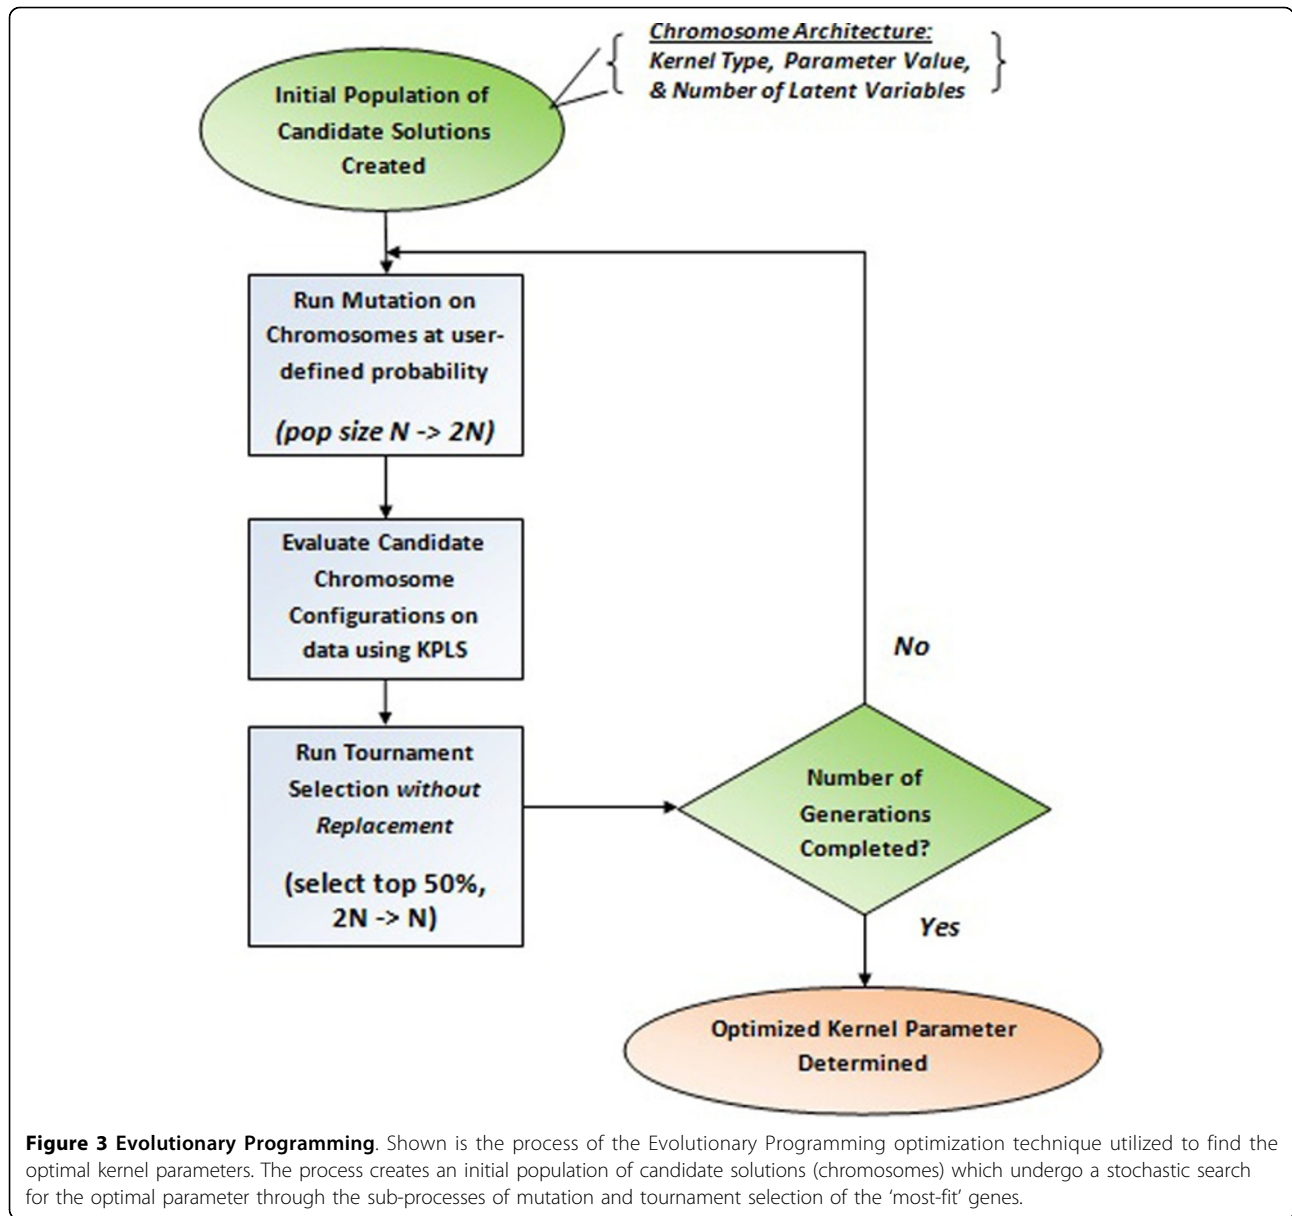 Chromosome Architecture:
Kernel Type, Parameter Value,
& Number of Latent Variables
Initial Population of
Candidate Solutions
Created
Run Mutation on
Chromosomes at user-
defined probability
(pop size N -> 2N)
Evaluate Candidate
Chromosome
Configurations on
data using KPLS
Run Tournament
Selection without
Replacement
(select top 50%,
2N -> N)
No
Number of
Generations
Completed?
Yes
Optimized Kernel Parameter
Determined
Figure 3 Evolutionary Programming. Shown is the process of the Evolutionary Programming optimization technique utilized to find the
optimal kernel parameters. The process creates an initial population of candidate solutions (chromosomes) which undergo a stochastic search
for the optimal parameter through the sub-processes of mutation and tournament selection of the ‘most-fit’ genes.